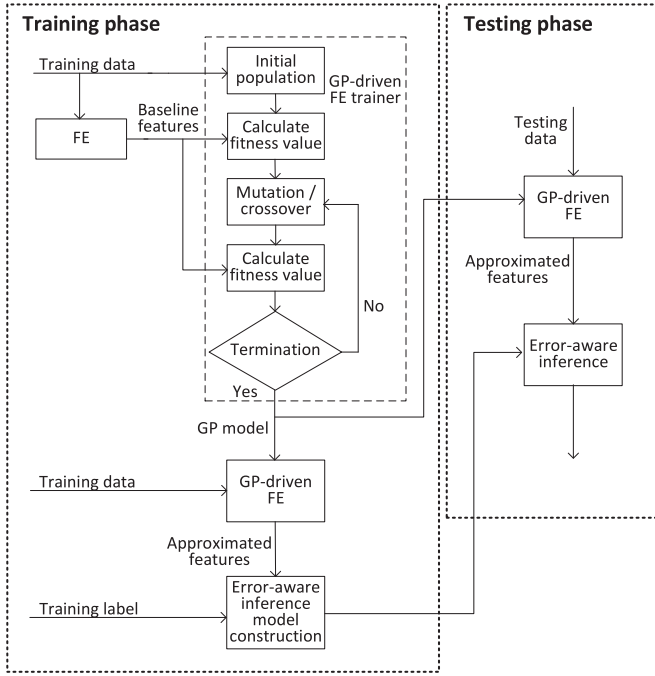 Training phase
Training data
FE
Baseline
features
Initial
population
GP-driven
FE trainer
Calculate
fitness value
Mutation /
crossover
Calculate
fitness value
Termination
No
Yes
GP model
Training data
GP-driven
FE
Approximated
features
Training label
Error-aware
inference
model
construction
Testing phase
Testing
data
GP-driven
FE
Approximated
features
Error-aware
inference